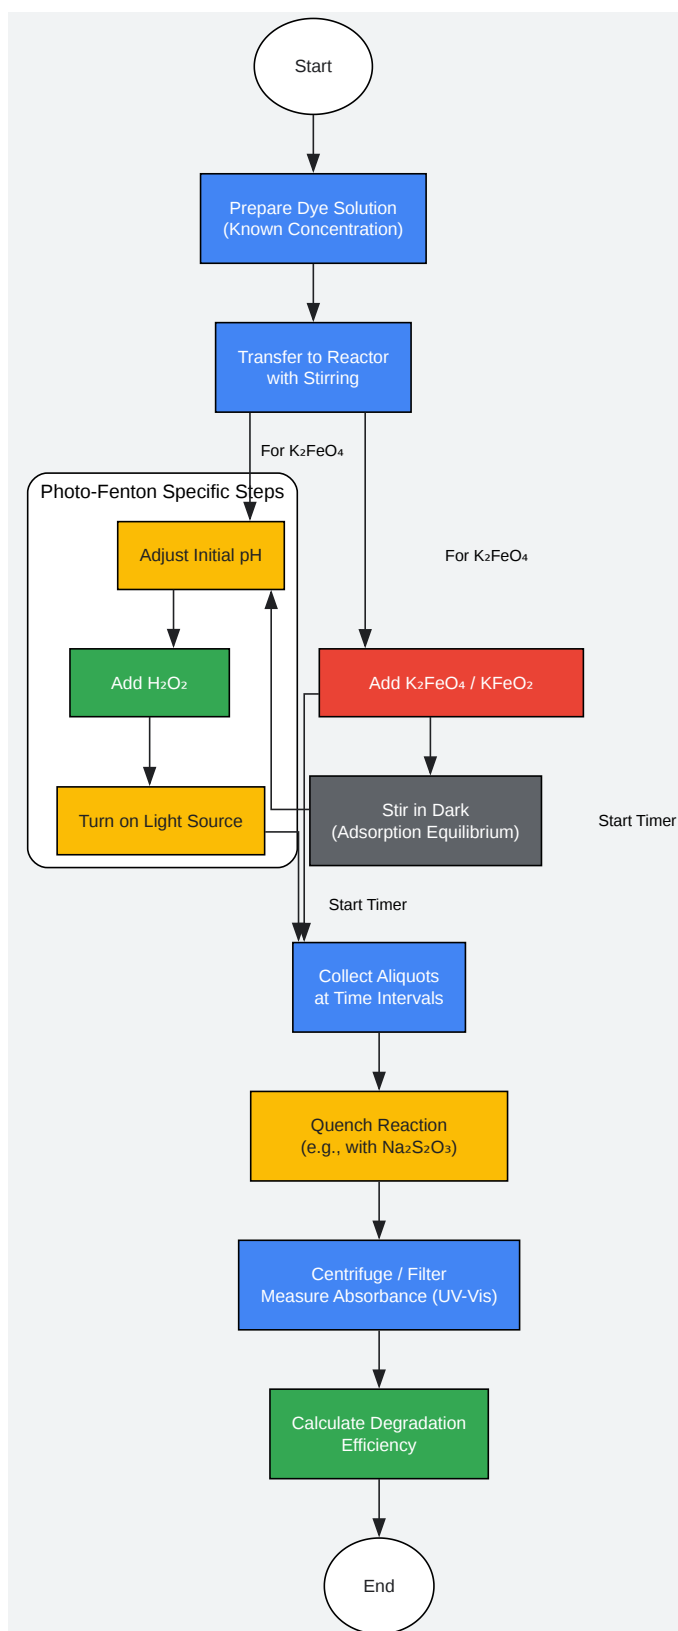 Start
Prepare Dye Solution
(Known Concentration)
Transfer to Reactor
with Stirring
For K₂FeO₄
Photo-Fenton Specific Steps
Adjust Initial pH
For K₂FeO₄
Add H₂O₂
Add K₂FeO₄ / KFeO₂
Turn on Light Source
Stir in Dark
(Adsorption Equilibrium)
Start Timer
Start Timer
Collect Aliquots
at Time Intervals
Quench Reaction
(e.g., with Na₂S₂O₃)
Centrifuge / Filter
Measure Absorbance (UV-Vis)
Calculate Degradation
Efficiency
End